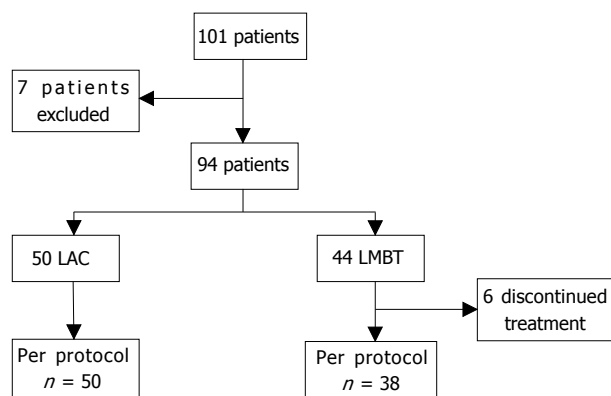 101 patients
7 patients
excluded
94 patients
50 LAC
44 LMBT
6 discontinued
treatment
Per protocol
n = 50
Per protocol
n = 38